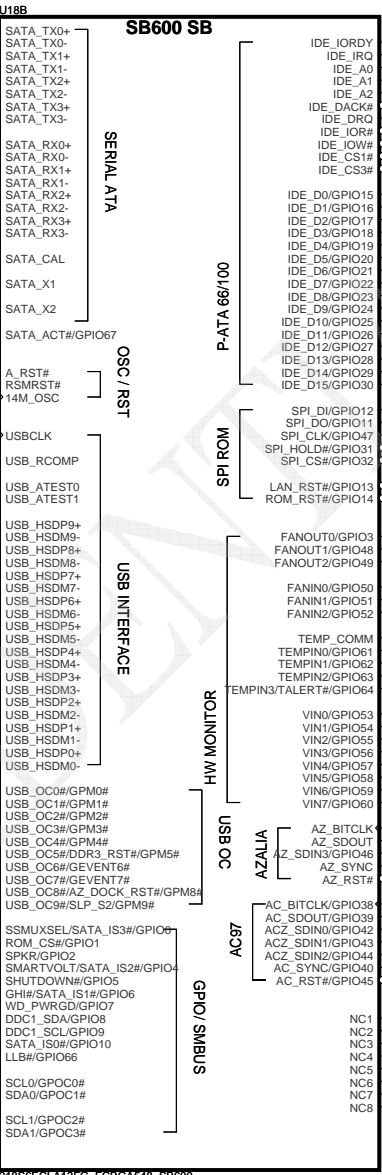 U18B
SB600 SB
SATA_TX0+
SATA_TX0-
SATA_TX1+
SATA_TX1-
SATA_TX2+
SATA_TX2-
SATA_TX3+
SATA_TX3-
SATA_RX0+
SATA_RX0-
SATA_RX1+
SATA_RX1-
SATA_RX2+
SATA_RX2-
SATA_RX3+
SATA_RX3-
SATA_CAL
SATA_X1
SATA_X2
SERIAL ATA
SATA_ACT#/GPIO67
A_RST#
RSMRST#
14M_OSC
OSC / RST
USBCLK
USB_RCOMP
USB_ATEST0
USB_ATEST1
USB_HSDP9+
USB_HSDM9-
USB_HSDP8+
USB_HSDM8-
USB_HSDP7+
USB_HSDM7-
USB_HSDP6+
USB_HSDM6-
USB_HSDP5+
USB_HSDM5-
USB_HSDP4+
USB_HSDM4-
USB_HSDP3+
USB_HSDM3-
USB_HSDP2+
USB_HSDM2-
USB_HSDP1+
USB_HSDM1-
USB_HSDP0+
USB_HSDM0-
USB INTERFACE
USB_OC0#/GPM0#
USB_OC1#/GPM1#
USB_OC2#/GPM2#
USB_OC3#/GPM3#
USB_OC4#/GPM4#
USB_OC5#/DDR3_RST#/GPM5#
USB_OC6#/GEVENT6#
USB_OC7#/GEVENT7#
USB_OC8#/AZ_DOCK_RST#/GPM8#
USB_OC9#/SLP_S2/GPM9#
USB OC
SSMUXSEL/SATA_IS3#/GPIO0
ROM_CS#/GPIO1
SPKR/GPIO2
SMARTVOLT/SATA_IS2#/GPIO4
SHUTDOWN#/GPIO5
GHI#/SATA_IS1#/GPIO6
WD_PWRGD/GPIO7
DDC1_SDA/GPIO8
DDC1_SCL/GPIO9
SATA_IS0#/GPIO10
LLB#/GPIO66
SCL0/GPOC0#
SDA0/GPOC1#
SCL1/GPOC2#
SDA1/GPOC3#
GPIO/ SMBUS
IDE_IORDY
IDE_IRQ
IDE_A0
IDE_A1
IDE_A2
IDE_DACK#
IDE_DRQ
IDE_IOR#
IDE_IOW#
IDE_CS1#
IDE_CS3#
IDE_D0/GPIO15
IDE_D1/GPIO16
IDE_D2/GPIO17
IDE_D3/GPIO18
IDE_D4/GPIO19
IDE_D5/GPIO20
IDE_D6/GPIO21
IDE_D7/GPIO22
IDE_D8/GPIO23
IDE_D9/GPIO24
IDE_D10/GPIO25
IDE_D11/GPIO26
IDE_D12/GPIO27
IDE_D13/GPIO28
IDE_D14/GPIO29
IDE_D15/GPIO30
P-ATA 66/100
SPI_DI/GPIO12
SPI_DO/GPIO11
SPI_CLK/GPIO47
SPI_HOLD#/GPIO31
SPI_CS#/GPIO32
LAN_RST#/GPIO13
ROM_RST#/GPIO14
SPI ROM
FANOUT0/GPIO3
FANOUT1/GPIO48
FANOUT2/GPIO49
FANIN0/GPIO50
FANIN1/GPIO51
FANIN2/GPIO52
TEMP_COMM
TEMPIN0/GPIO61
TEMPIN1/GPIO62
TEMPIN2/GPIO63
TEMPIN3/TALERT#/GPIO64
VIN0/GPIO53
VIN1/GPIO54
VIN2/GPIO55
VIN3/GPIO56
VIN4/GPIO57
VIN5/GPIO58
VIN6/GPIO59
VIN7/GPIO60
HW MONITOR
AZ_BITCLK
AZ_SDOUT
AZ_SDIN3/GPIO46
AZ_SYNC
AZ_RST#
AZALIA
AC_BITCLK/GPIO38
AC_SDOUT/GPIO39
ACZ_SDIN0/GPIO42
ACZ_SDIN1/GPIO43
ACZ_SDIN2/GPIO44
AC_SYNC/GPIO40
AC_RST#/GPIO45
AC97
NC1
NC2
NC3
NC4
NC5
NC6
NC7
NC8